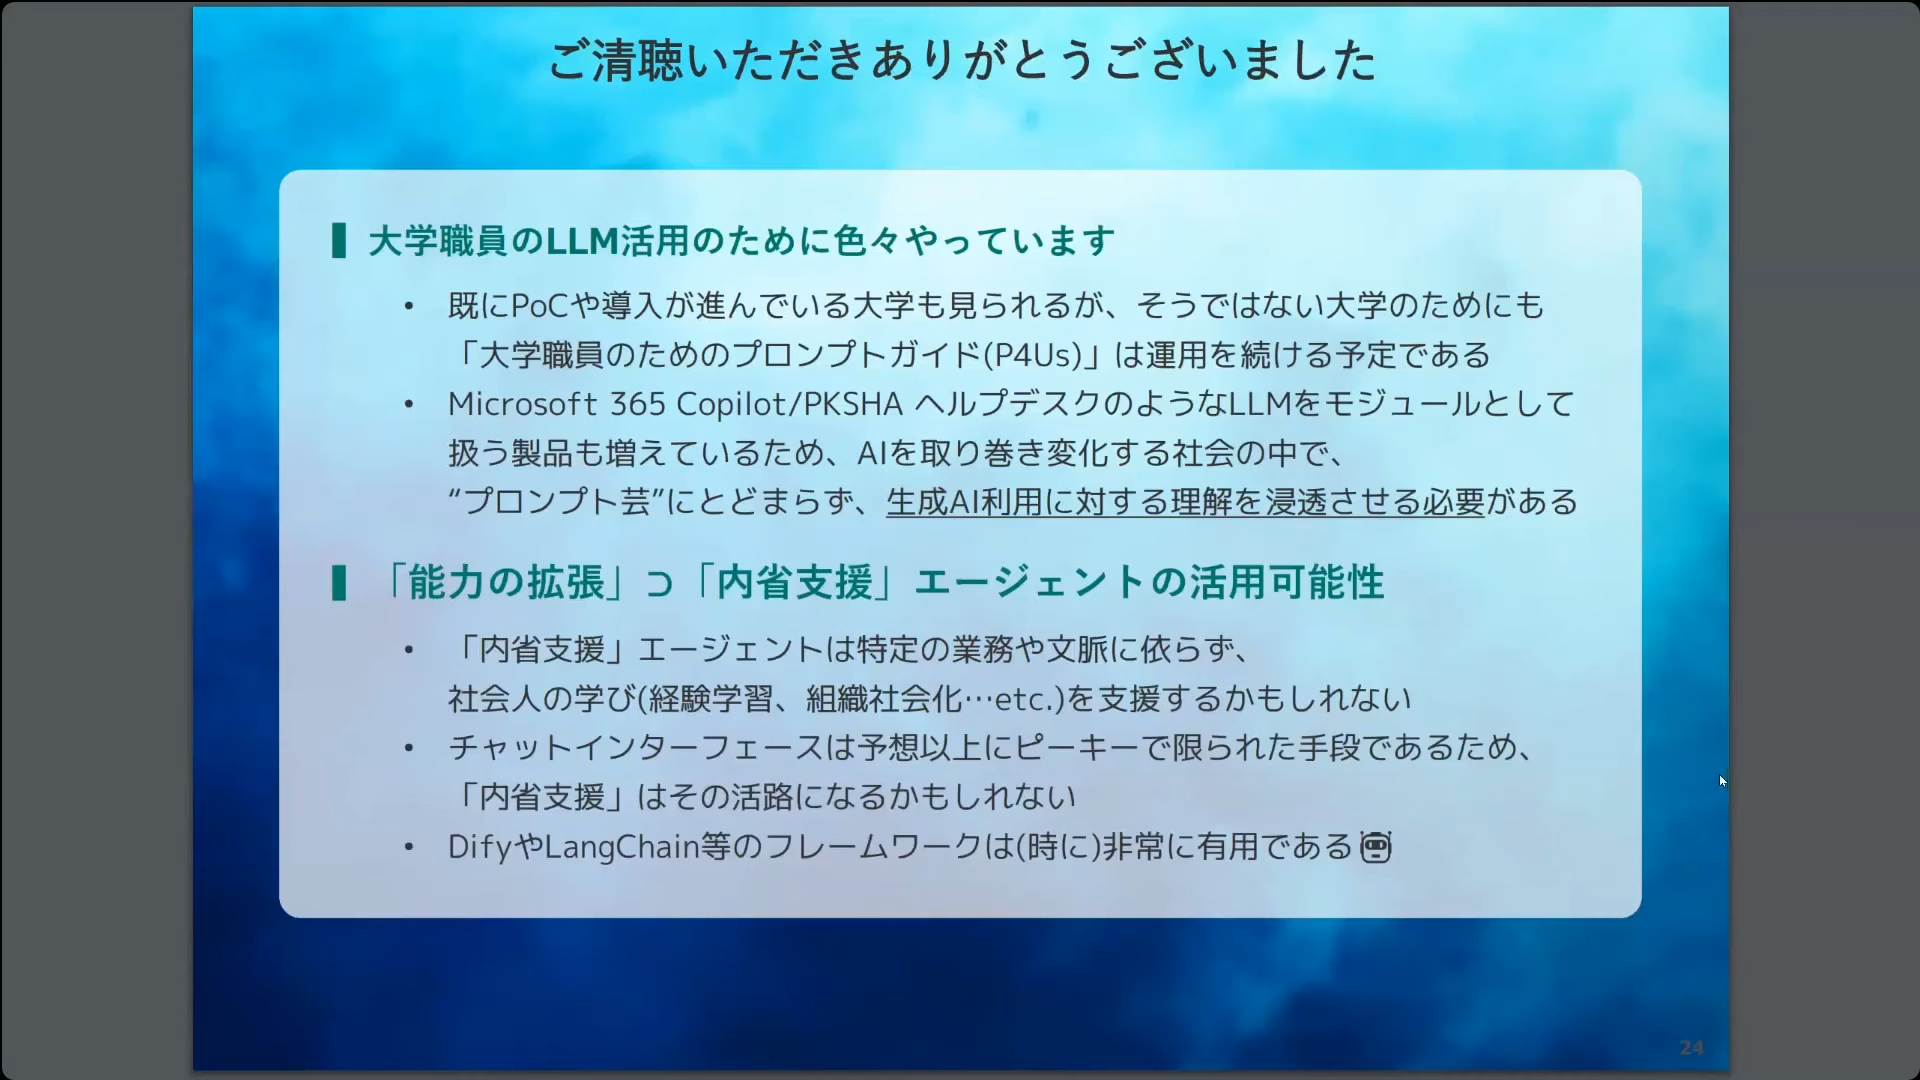 ご清聴いただきありがとうございました
大学職員のLLM活用のために色々やっています
• 既にPoCや導入が進んでいる大学も見られるが、そうではない大学のためにも
「大学職員のためのプロンプトガイド(P4Us)」は運用を続ける予定である
• Microsoft 365 Copilot/PKSHA ヘルプデスクのようなLLMをモジュールとして
扱う製品も増えているため、AIを取り巻き変化する社会の中で、
“プロンプト芸”にとどまらず、生成AI利用に対する理解を浸透させる必要がある
「能力の拡張」⊃「内省支援」エージェントの活用可能性
• 「内省支援」エージェントは特定の業務や文脈に依らず、
社会人の学び(経験学習、組織社会化…etc.)を支援するかもしれない
• チャットインターフェースは予想以上にピーキーで限られた手段であるため、
「内省支援」はその活路になるかもしれない
• DifyやLangChain等のフレームワークは(時に)非常に有用である
24